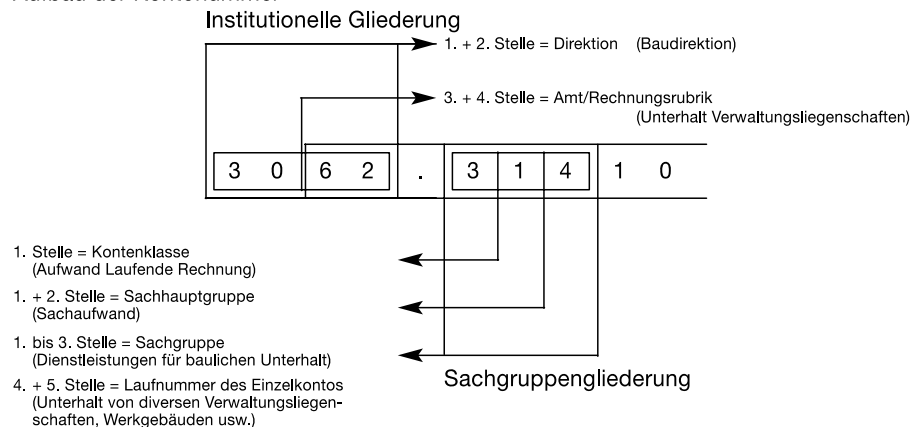 Institutionelle Gliederung
1. + 2. Stelle = Direktion (Baudirektion)
3. + 4. Stelle = Amt/Rechnungsrubrik
(Unterhalt Verwaltungsliegenschaften)
3 0 6 2 . 3 1 4 1 0
1. Stelle = Kontenklasse
(Aufwand Laufende Rechnung)
1. + 2. Stelle = Sachhauptgruppe
(Sachaufwand)
1. bis 3. Stelle = Sachgruppe
(Dienstleistungen für baulichen Unterhalt)
Sachgruppengliederung
4. + 5. Stelle = Laufnummer des Einzelkontos
(Unterhalt von diversen Verwaltungsliegen-
schaften, Werkgebäuden usw.)